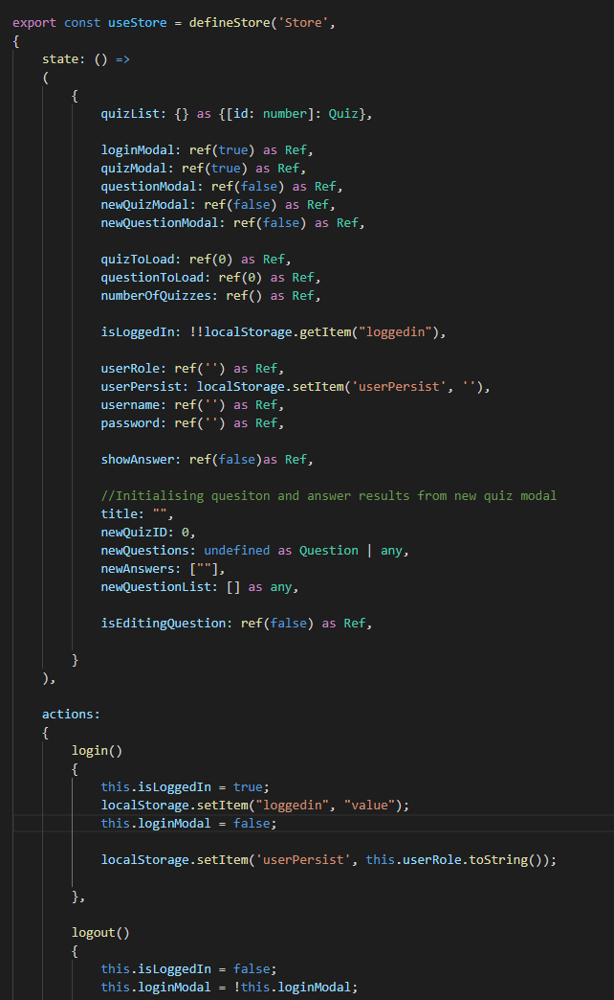 export const useStore = defineStore('Store',
{
state: () =>
(
{
quizList: {} as {[id: number]: Quiz},
loginModal: ref(true) as Ref,
quizModal: ref(true) as Ref,
questionModal: ref(false) as Ref,
newQuizModal: ref(false) as Ref,
newQuestionModal: ref(false) as Ref,
quizToLoad: ref(0) as Ref,
questionToLoad: ref(0) as Ref,
numberOfQuizzes: ref() as Ref,
isLoggedIn: !!localStorage.getItem("loggedin"),
userRole: ref('') as Ref,
userPersist: localStorage.setItem('userPersist', ''),
username: ref('') as Ref,
password: ref('') as Ref,
showAnswer: ref(false)as Ref,
//Initialising quesiton and answer results from new quiz modal
title: "",
newQuizID: 0,
newQuestions: undefined as Question | any,
newAnswers: [""],
newQuestionList: [] as any,
isEditingQuestion: ref(false) as Ref,
}
),
actions:
{
login()
{
this.isLoggedIn = true;
localStorage.setItem("loggedin", "value");
this.loginModal = false;
localStorage.setItem('userPersist', this.userRole.toString());
},
logout()
{
this.isLoggedIn = false;
this.loginModal = !this.loginModal;